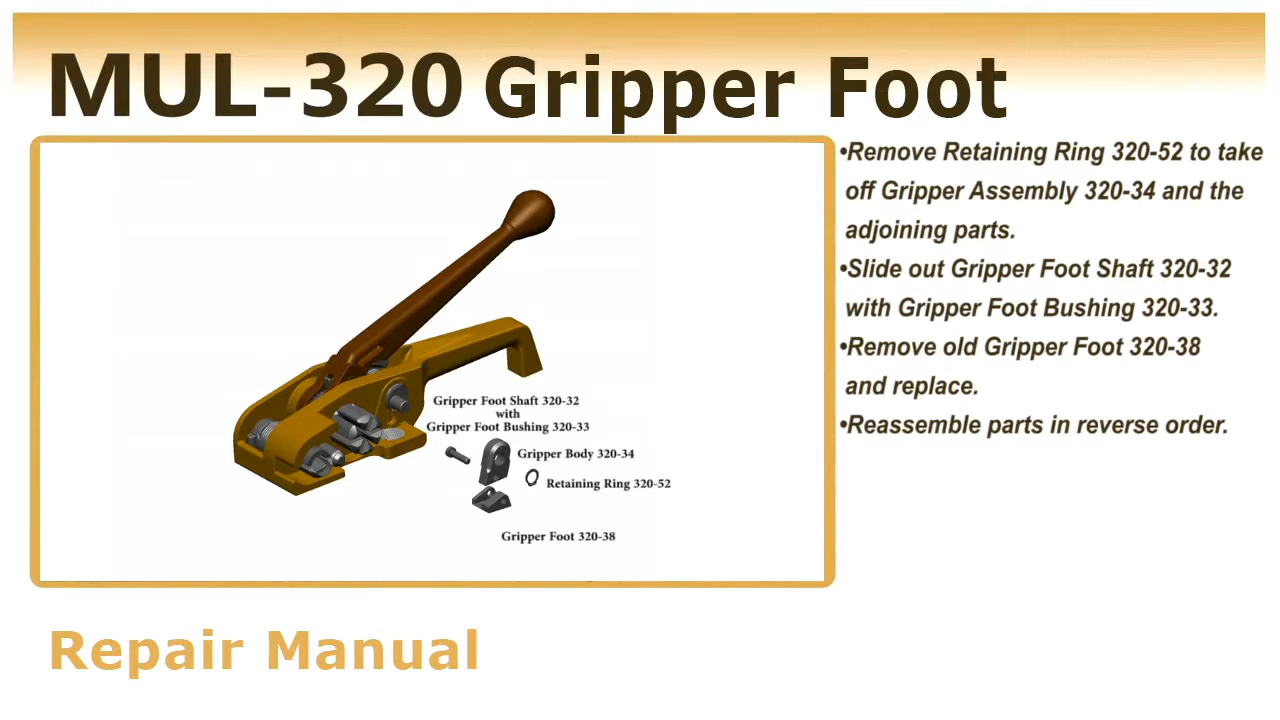 MUL-320 Gripper Foot
•Remove Retaining Ring 320-52 to take
off Gripper Assembly 320-34 and the
adjoining parts.
•Slide out Gripper Foot Shaft 320-32
with Gripper Foot Bushing 320-33.
•Remove old Gripper Foot 320-38
and replace.
•Reassemble parts in reverse order.
Gripper Foot Shaft 320-32
with
Gripper Foot Bushing 320-33
Gripper Body 320-34
Retaining Ring 320-52
Gripper Foot 320-38
Repair Manual